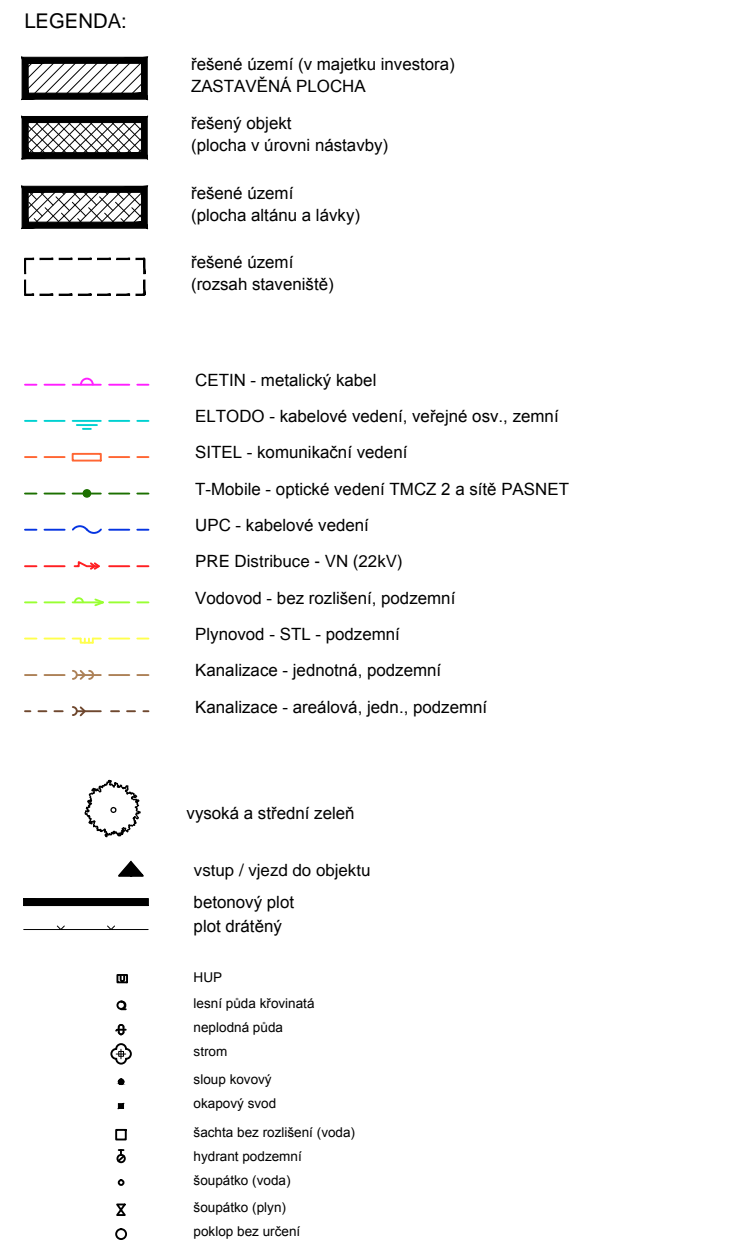 LEGENDA:
řešené území (v majetku investora)
ZASTAVĚNÁ PLOCHA
řešený objekt
(plocha v úrovni nástavby)
řešené území
(plocha altánu a lávky)
řešené území
(rozsah staveniště)
CETIN - metalický kabel
ELTODO - kabelové vedení, veřejné osv., zemní
SITEL - komunikační vedení
T-Mobile - optické vedení TMCZ 2 a sítě PASNET
UPC - kabelové vedení
PRE Distribuce - VN (22kV)
Vodovod - bez rozlišení, podzemní
Plynovod - STL - podzemní
Kanalizace - jednotná, podzemní
Kanalizace - areálová, jedn., podzemní
vysoká a střední zeleň
vstup / vjezd do objektu
betonový plot
plot drátěný
HUP
lesní půda křovinatá
neplodná půda
strom
sloup kovový
okapový svod
šachta bez rozlišení (voda)
hydrant podzemní
šoupátko (voda)
šoupátko (plyn)
poklop bez určení